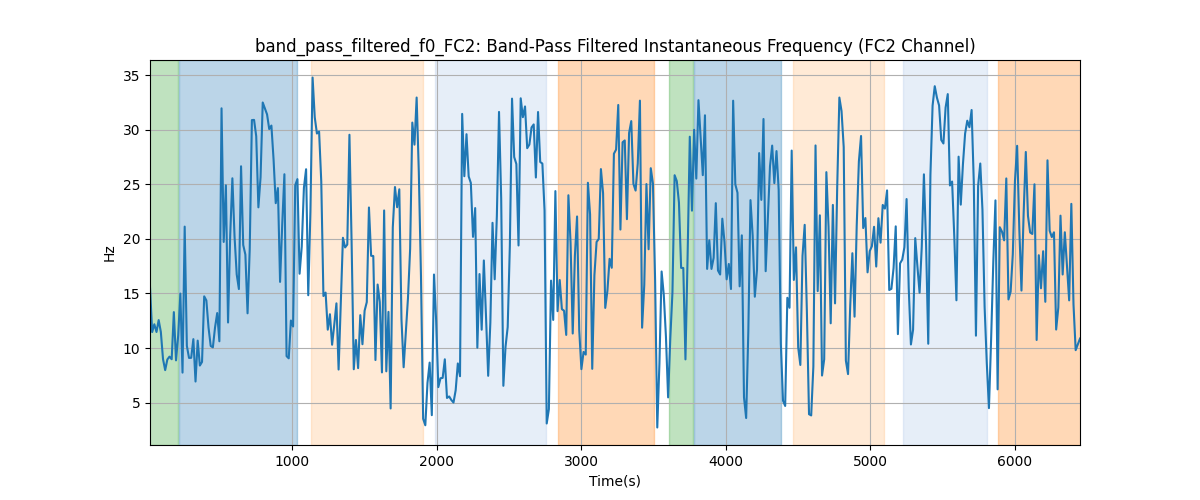 band_pass_filtered_f0_FC2: Band-Pass Filtered Instantaneous Frequency (FC2 Channel)
35
30
25
20
15
10
5
Hz
1000 2000 3000 4000 5000 6000
Time(s)